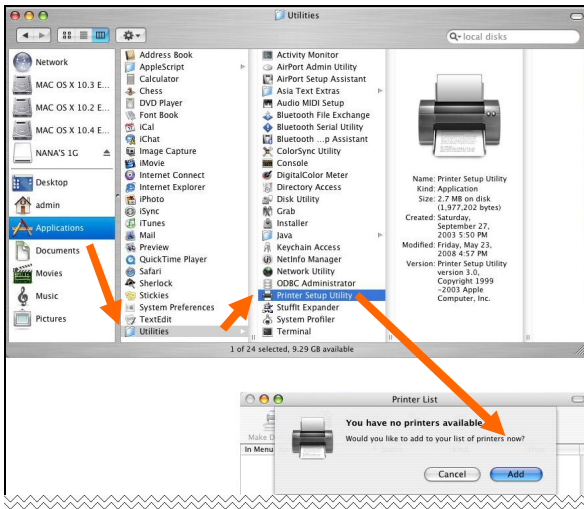 Utilities
local disks
Network
MAC OS X 10.3 E...
MAC OS X 10.2 E...
MAC OS X 10.4 E...
NANA'S 1G
Desktop
admin
Applications
Documents
Movies
Music
Pictures
Address Book
AppleScript
Calculator
Chess
DVD Player
Font Book
iCal
iChat
Image Capture
iMovie
Internet Connect
Internet Explorer
iPhoto
iSync
iTunes
Mail
Preview
QuickTime Player
Safari
Sherlock
Stickies
System Preferences
TextEdit
Utilities
Activity Monitor
AirPort Admin Utility
AirPort Setup Assistant
Asia Text Extras
Audio MIDI Setup
Bluetooth File Exchange
Bluetooth Serial Utility
Bluetooth...p Assistant
ColorSync Utility
Console
DigitalColor Meter
Directory Access
Disk Utility
Grab
Installer
Java
Keychain Access
NetInfo Manager
Network Utility
ODBC Administrator
Printer Setup Utility
StuffIt Expander
System Profiler
Terminal
Name: Printer Setup Utility
Kind: Application
Size: 2.7 MB on disk
(1,977,202 bytes)
Created: Saturday,
September 27,
2003 5:50 PM
Modified: Friday, May 23,
2008 4:57 PM
Version: Printer Setup Utility
version 3.0,
Copyright 1999
-2003 Apple
Computer, Inc.
1 of 24 selected, 9.29 GB available
Printer List
Make D
In Menu
You have no printers available.
Would you like to add to your list of printers now?
Cancel
Add